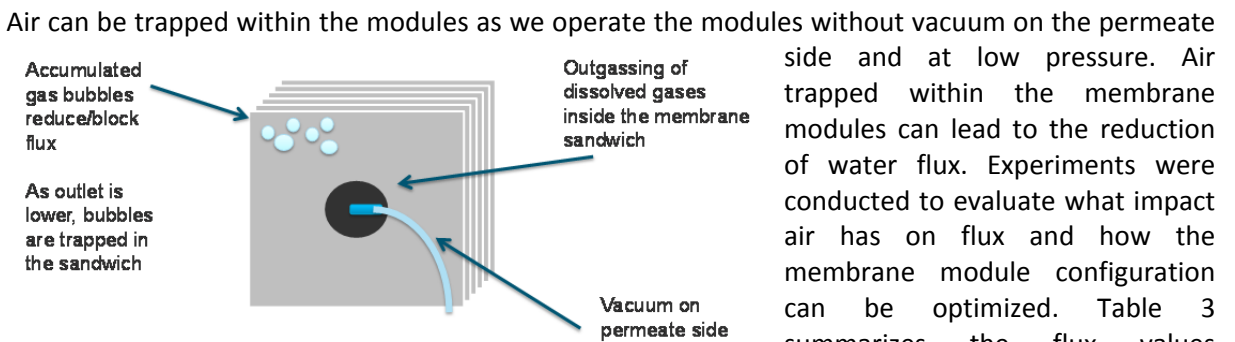 Air can be trapped within the modules as we operate the modules without vacuum on the permeate
side and at low pressure. Air
trapped within the membrane
modules can lead to the reduction
of water flux. Experiments were
conducted to evaluate what impact
air has on flux and how the
membrane module configuration
can be optimized. Table 3
summarizes the flux values
Accumulated
gas bubbles
reduce/block
flux
As outlet is
lower, bubbles
are trapped in
the sandwich
Outgassing of
dissolved gases
inside the membrane
sandwich
Vacuum on
permeate side